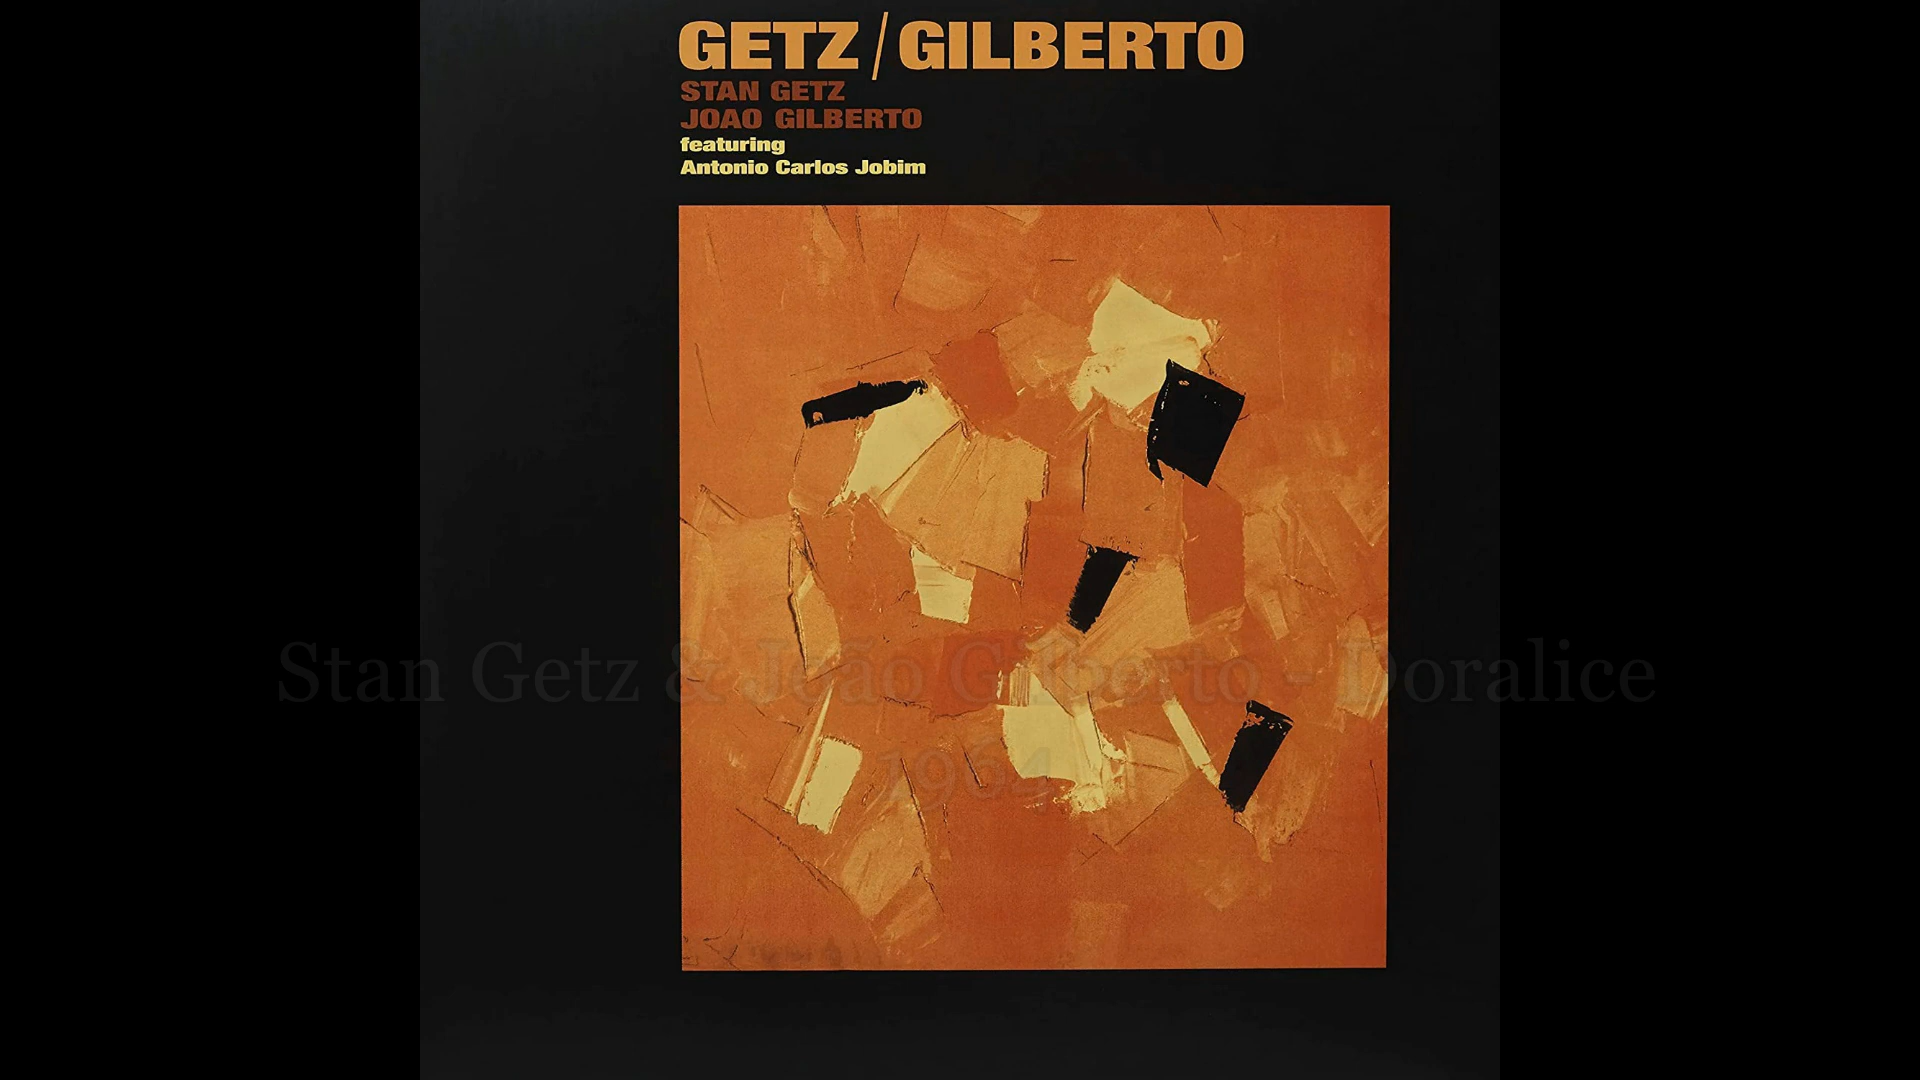 GETZ/GILBERTO
STAN GETZ
JOAO GILBERTO
featuring
Antonio Carlos Jobim
Stan Getz & João Gilberto - Doralice
1964